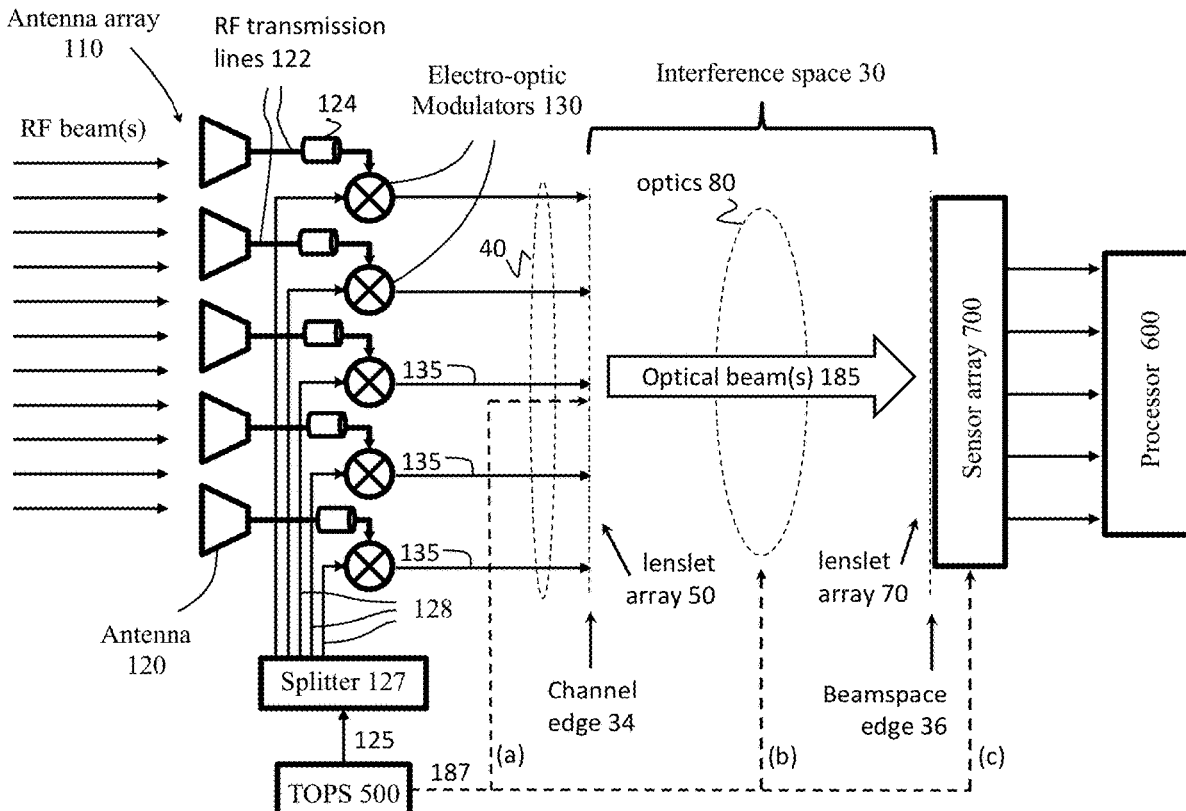 Antenna array
110
RF transmission
lines 122
RF beam(s)
124
Electro-optic
Modulators 130
Interference space 30
optics 80
40
135
135
135
Optical beam(s) 185
Sensor array 700
Processor 600
lenslet
array 50
lenslet
array 70
Antenna
120
128
Splitter 127
Channel
edge 34
Beamspace
edge 36
125
TOPS 500
187
(a)
(b)
(c)